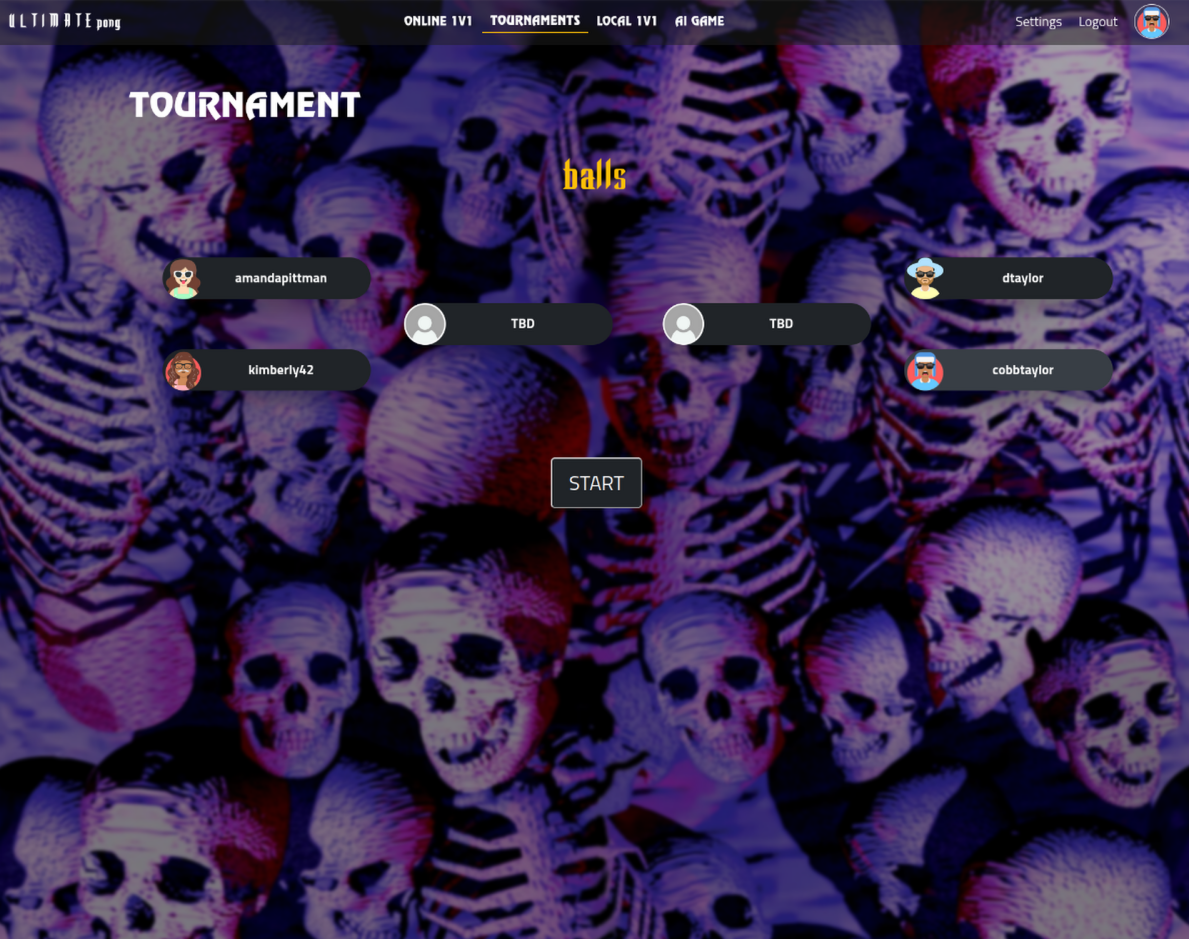 ULTIMATE pong
ONLINE 1V1 TOURNAMENTS LOCAL 1V1 AI GAME
Settings Logout
TOURNAMENT
balls
amandapittman
dtaylor
TBD
TBD
kimberly42
cobbtaylor
START